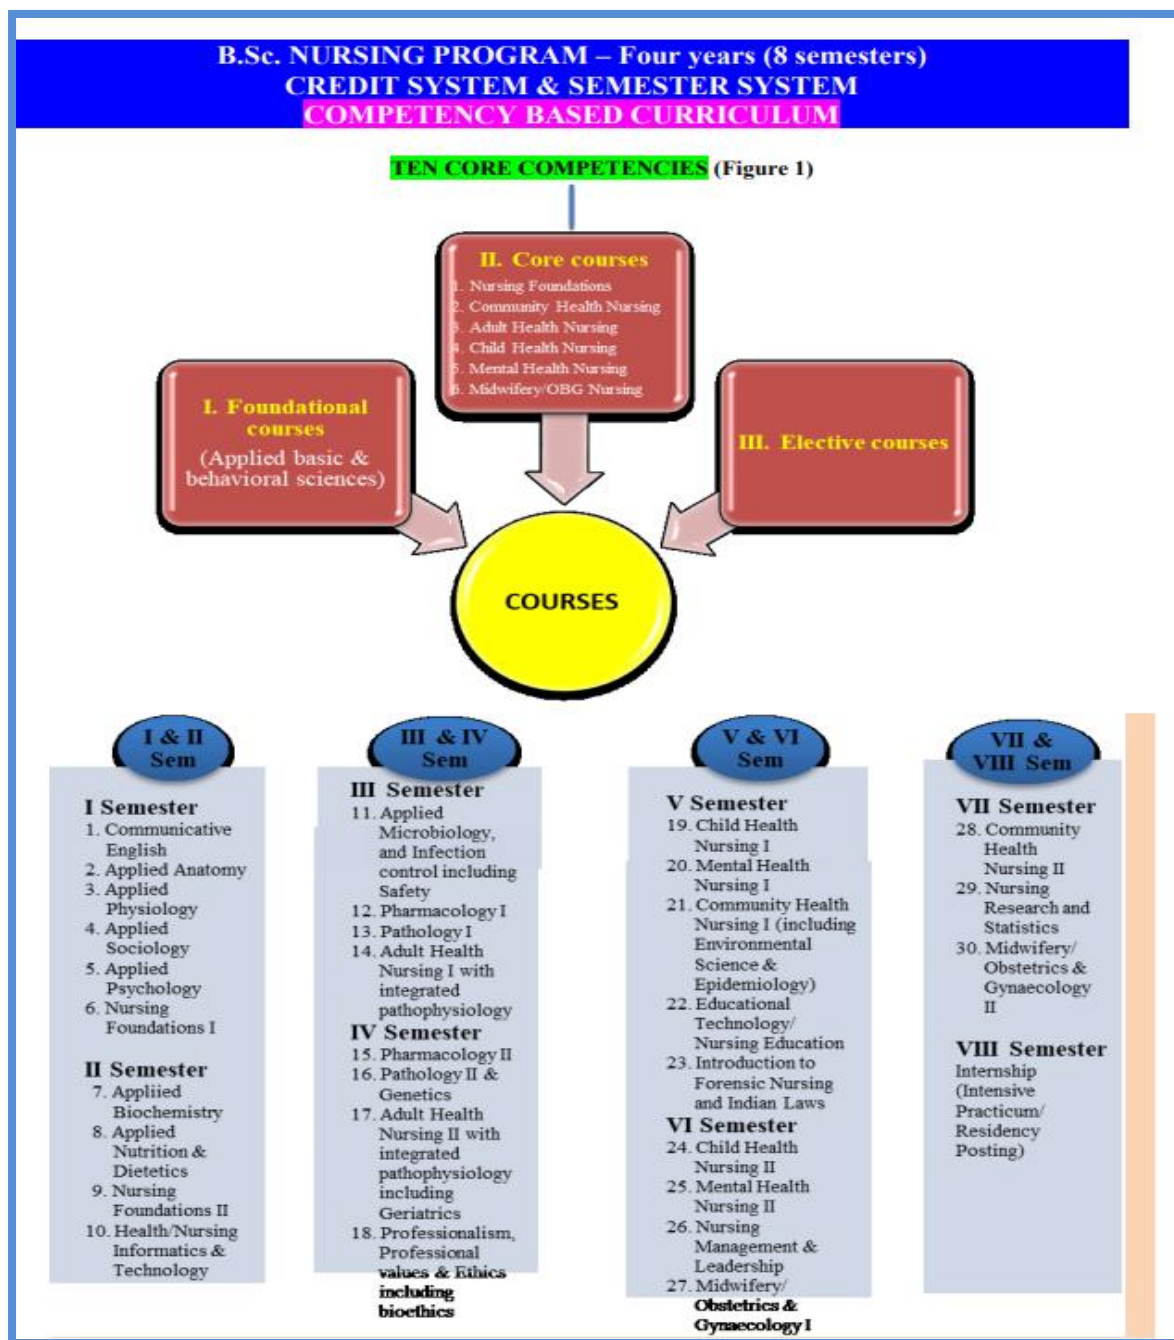 B.Sc. NURSING PROGRAM – Four years (8 semesters)
CREDIT SYSTEM & SEMESTER SYSTEM
COMPETENCY BASED CURRICULUM
TEN CORE COMPETENCIES (Figure 1)
II. Core courses
1. Nursing Foundations
2. Community Health Nursing
3. Adult Health Nursing
4. Child Health Nursing
5. Mental Health Nursing
6. Midwifery/OBG Nursing
I. Foundational
courses
(Applied basic &
behavioral sciences)
III. Elective courses
COURSES
I & II
Sem
I Semester
1. Communicative
English
2. Applied Anatomy
3. Applied
Physiology
4. Applied
Sociology
5. Applied
Psychology
6. Nursing
Foundations I
II Semester
7. Appliied
Biochemistry
8. Applied
Nutrition &
Dietetics
9. Nursing
Foundations II
10. Health/Nursing
Informatics &
Technology
III & IV
Sem
III Semester
11. Applied
Microbiology,
and Infection
control including
Safety
12. Pharmacology I
13. Pathology I
14. Adult Health
Nursing I with
integrated
pathophysiology
IV Semester
15. Pharmacology II
16. Pathology II &
Genetics
17. Adult Health
Nursing II with
integrated
pathophysiology
including
Geriatrics
18. Professionalism,
Professional
values & Ethics
including
bioethics
V & VI
Sem
V Semester
19. Child Health
Nursing I
20. Mental Health
Nursing I
21. Community Health
Nursing I (including
Environmental
Science &
Epidemiology)
22. Educational
Technology/
Nursing Education
23. Introduction to
Forensic Nursing
and Indian Laws
VI Semester
24. Child Health
Nursing II
25. Mental Health
Nursing II
26. Nursing
Management &
Leadership
27. Midwifery/
Obstetrics &
Gynaecology I
VII &
VIII Sem
VII Semester
28. Community
Health
Nursing II
29. Nursing
Research and
Statistics
30. Midwifery/
Obstetrics &
Gynaecology
II
VIII Semester
Internship
(Intensive
Practicum/
Residency
Posting)